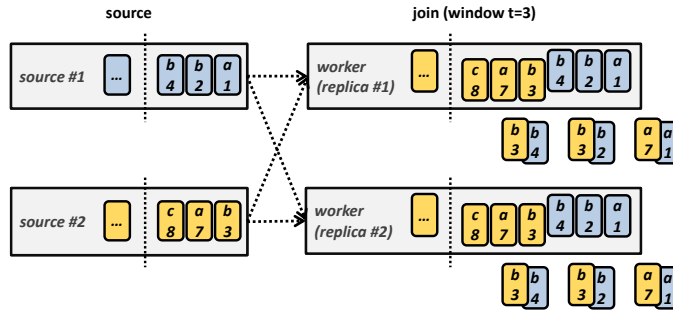 source
join (window t=3)
source #1
...
b b a
4 2 1
worker
(replica #1)
...
c a b b b a
8 7 3 4 2 1
b b b b a a
3 4 3 2 7 1
source #2
...
c a b
8 7 3
worker
(replica #2)
...
c a b b b a
8 7 3 4 2 1
b b b b a a
3 4 3 2 7 1